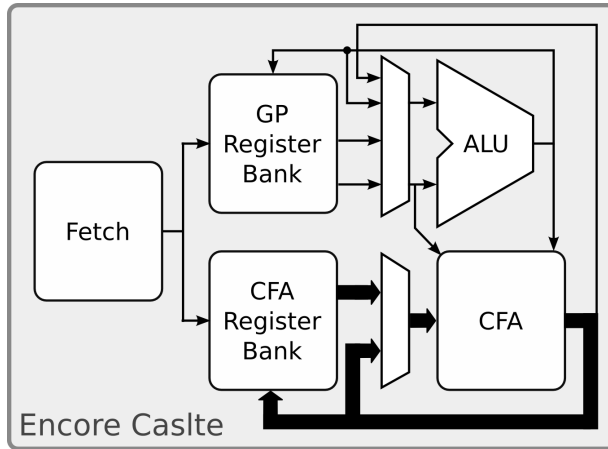 GP
Register
Bank
ALU
Fetch
CFA
Register
Bank
CFA
Encore Caslte